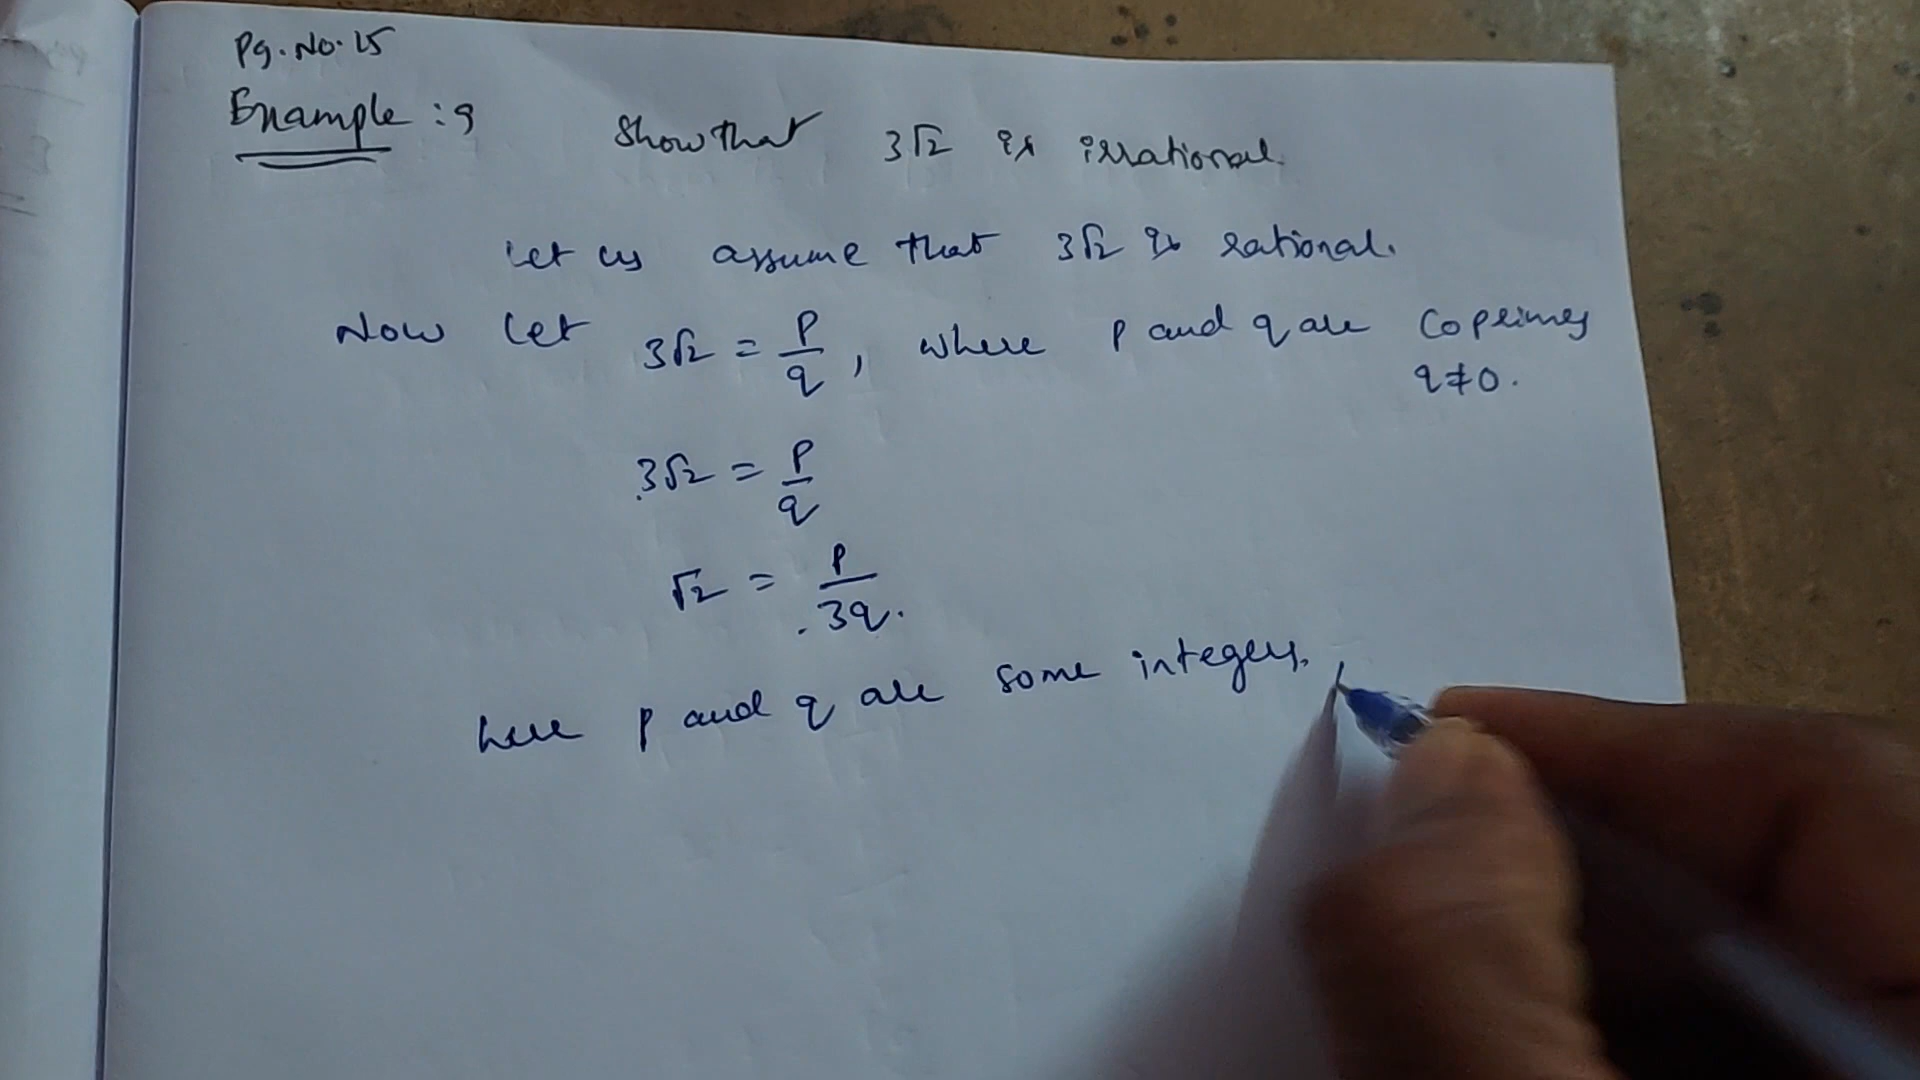 Pg. No. 15
Example : 9 Show that 3√2 is irrational.
Let us assume that 3√2 is rational.
Now let 3√2 = p/q, where p and q are coprimes
q≠0.
3√2 = p/q
√2 = p/3q.
here p and q are some integers,